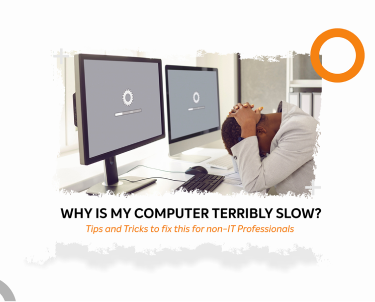 WHY IS MY COMPUTER TERRIBLY SLOW?
Tips and Tricks to fix this for non-IT Professionals